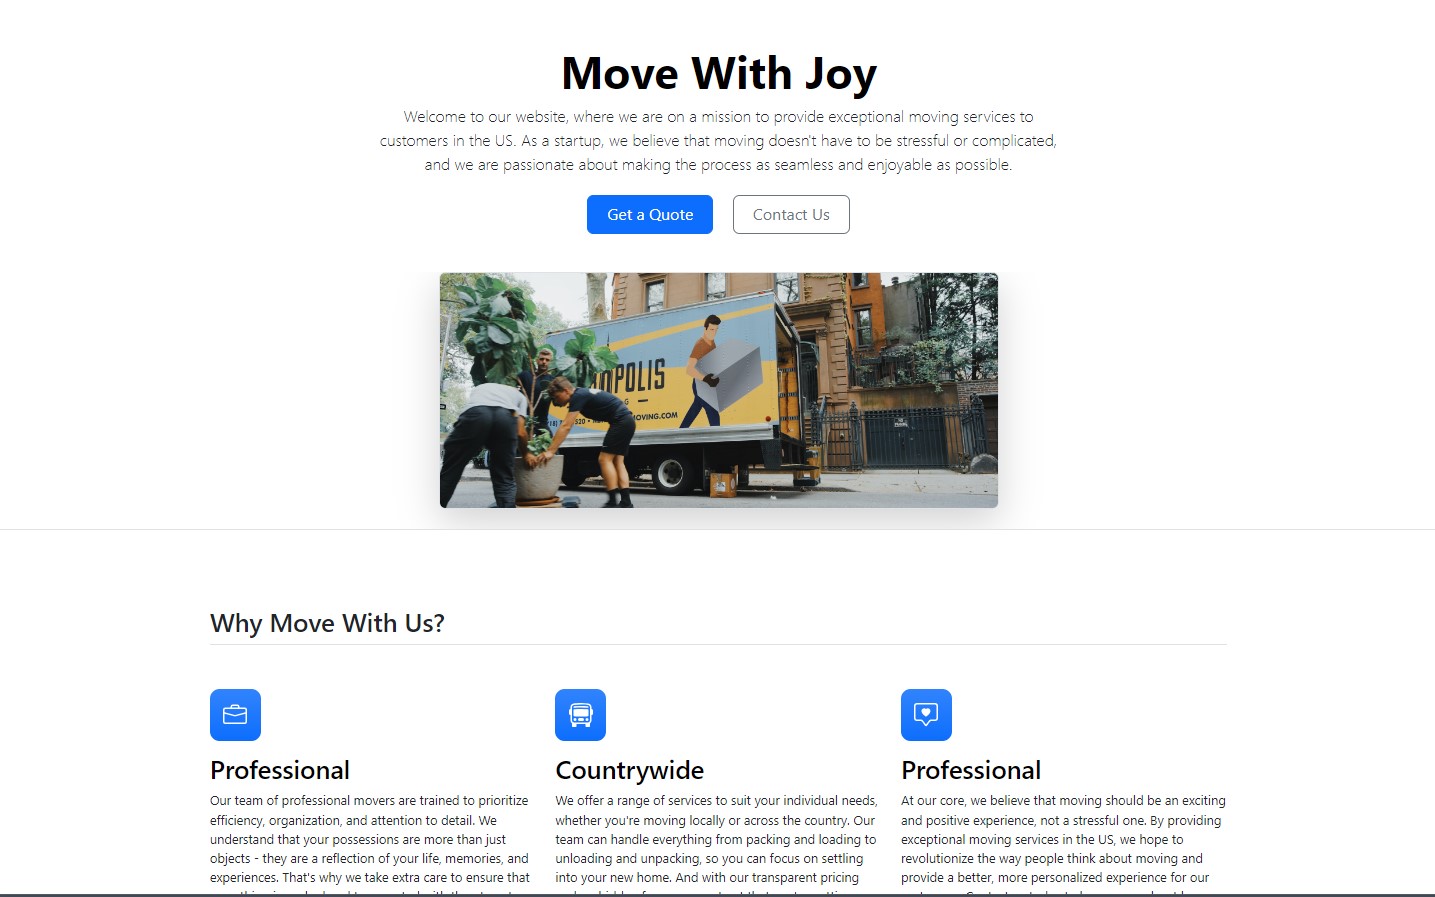 Move With Joy
Welcome to our website, where we are on a mission to provide exceptional moving services to
customers in the US. As a startup, we believe that moving doesn't have to be stressful or complicated,
and we are passionate about making the process as seamless and enjoyable as possible.
Get a Quote
Contact Us
POLIS
MOVING.COM
Why Move With Us?
Professional
Our team of professional movers are trained to prioritize
efficiency, organization, and attention to detail. We
understand that your possessions are more than just
objects - they are a reflection of your life, memories, and
experiences. That's why we take extra care to ensure that
Countrywide
We offer a range of services to suit your individual needs,
whether you're moving locally or across the country. Our
team can handle everything from packing and loading to
unloading and unpacking, so you can focus on settling
into your new home. And with our transparent pricing
Professional
At our core, we believe that moving should be an exciting
and positive experience, not a stressful one. By providing
exceptional moving services in the US, we hope to
revolutionize the way people think about moving and
provide a better, more personalized experience for our